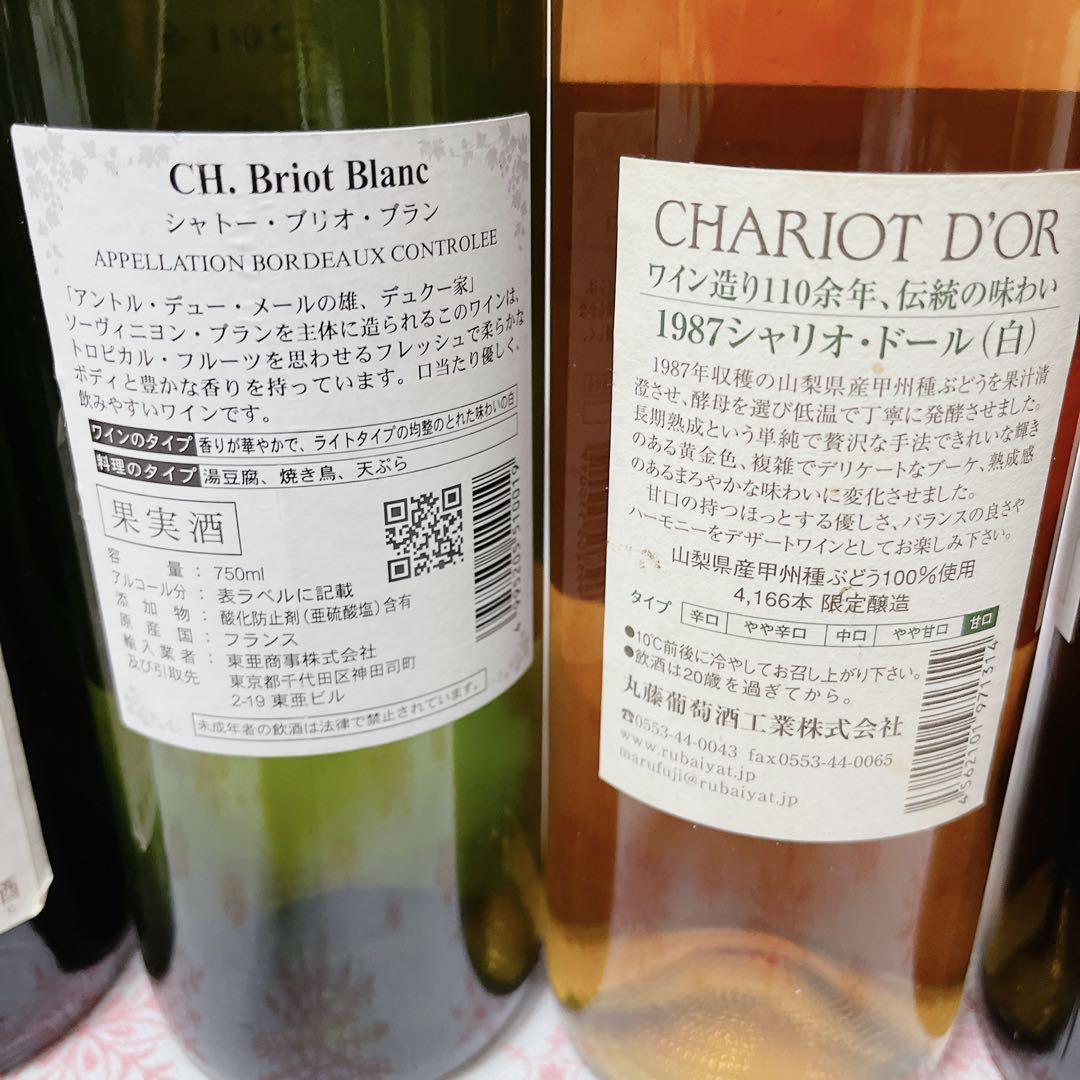 CH. Briot Blanc
シャトー・ブリオ・ブラン
APPELLATION BORDEAUX CONTROLEE
「アントル・デュー・メールの雄、デュクー家」
ソーヴィニヨン・ブランを主体に造られるこのワインは、
トロピカル・フルーツを思わせるフレッシュで柔らかな
ボディと豊かな香りを持っています。口当たり優しく、
飲みやすいワインです。
ワインのタイプ 香りが華やかで、ライトタイプの均整のとれた味わいの白
料理のタイプ 湯豆腐、焼き鳥、天ぷら
果実酒
容量: 750ml
アルコール分: 表ラベルに記載
添加物: 酸化防止剤(亜硫酸塩)含有
原産国: フランス
輸入業者: 東亜商事株式会社
及び引取先 東京都千代田区神田司町
2-19 東亜ビル
未成年者の飲酒は法律で禁止されています。
CHARIOT D'OR
ワイン造り110余年、伝統の味わい
1987シャリオ・ドール(白)
1987年収穫の山梨県産甲州種ぶどうを果汁清
澄させ、酵母を選び低温で丁寧に発酵させました。
長期熟成という単純で贅沢な手法できれいな輝き
のある黄金色、複雑でデリケートなブーケ、熟成感
のあるまろやかな味わいに変化させました。
甘口の持つほっとする優しさ、バランスの良さや
ハーモニーをデザートワインとしてお楽しみ下さい。
山梨県産甲州種ぶどう100%使用
4,166本 限定醸造
タイプ 辛口 やや辛口 中口 やや甘口 甘口
●10℃前後に冷やしてお召し上がり下さい。
●飲酒は20歳を過ぎてから。
丸藤葡萄酒工業株式会社
☎0553-44-0043 fax0553-44-0065
www.rubaiyat.jp
marufuji@rubaiyat.jp
4562101971314
酒